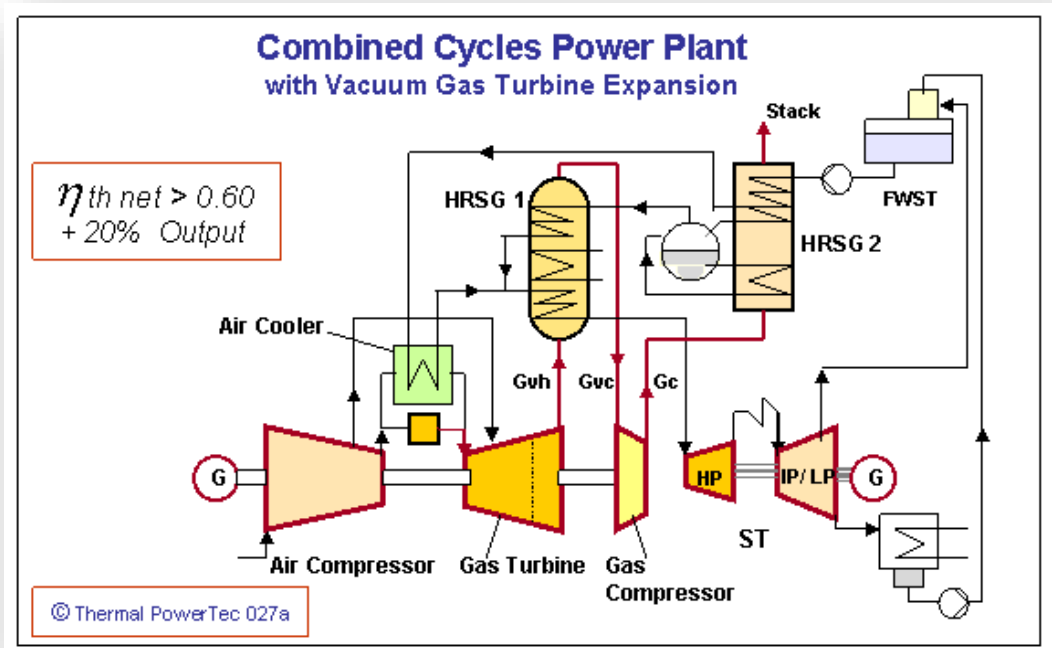 Combined Cycles Power Plant
with Vacuum Gas Turbine Expansion
η th net > 0.60
+ 20% Output
Stack
HRSG 1
FWST
HRSG 2
Air Cooler
Gvh
Gvc
Gc
G
HP
IP/ LP
G
ST
Air Compressor
Gas Turbine
Gas
Compressor
© Thermal PowerTec 027a